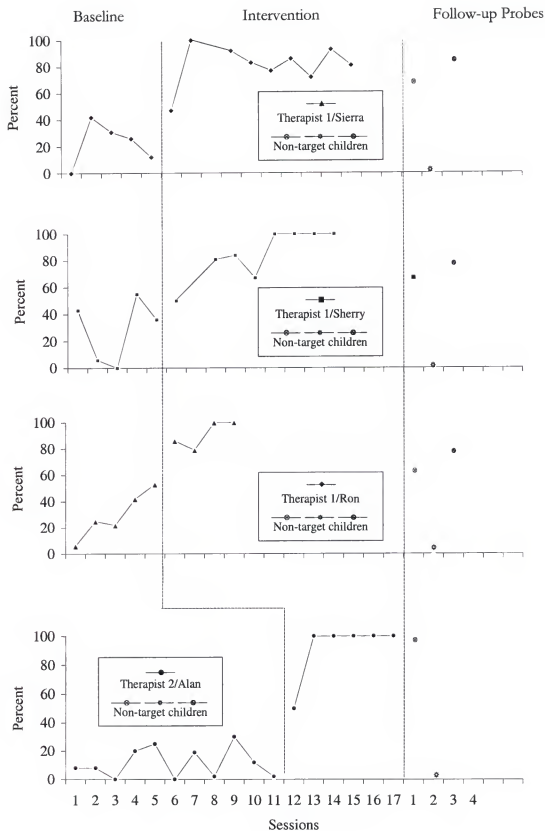 Baseline Intervention Follow-up Probes
100
80
60
40
20
0
Percent
Therapist 1/Sierra
Non-target children
100
80
60
40
20
0
Percent
Therapist 1/Sherry
Non-target children
100
80
60
40
20
0
Percent
Therapist 1/Ron
Non-target children
100
80
60
40
20
0
Percent
Therapist 2/Alan
Non-target children
1 2 3 4 5 6 7 8 9 10 11 12 13 14 15 16 17 1 2 3 4
Sessions